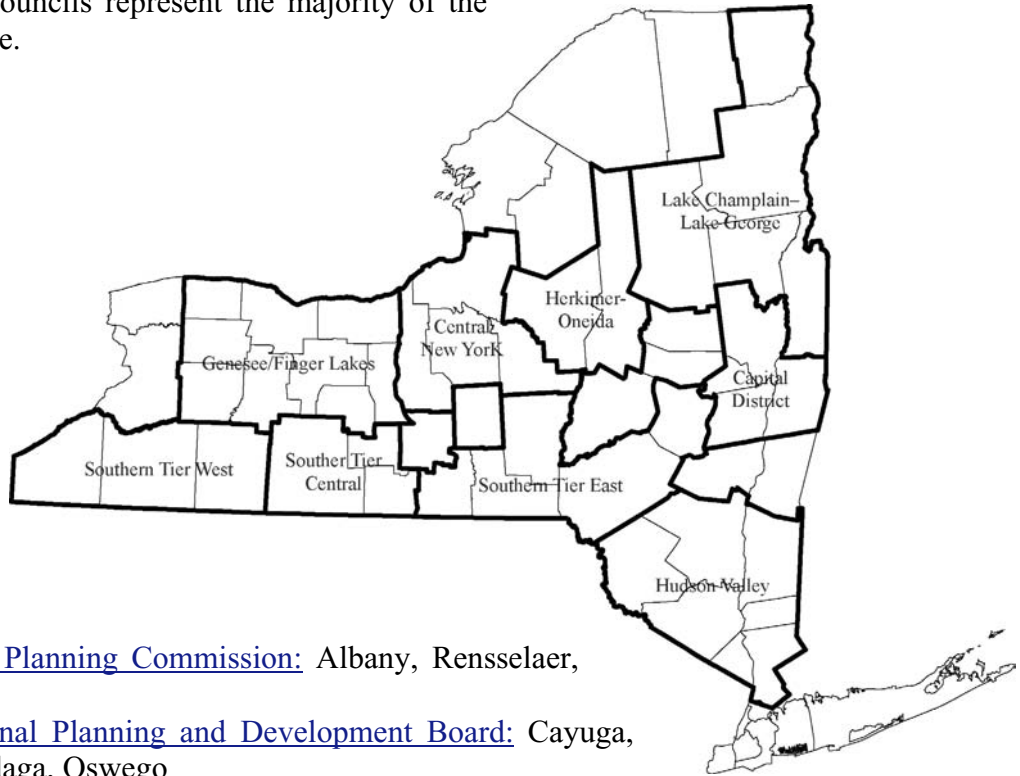 ouncils represent the majority of the
e.
Lake Champlain–
Lake George
Herkimer-
Oneida
Central
New YorK
Genesee/Finger Lakes
Capital
District
Southern Tier West
Souther Tier
Central
Southern Tier East
Hudson Valley
Planning Commission: Albany, Rensselaer,
nal Planning and Development Board: Cayuga,
daga, Oswego